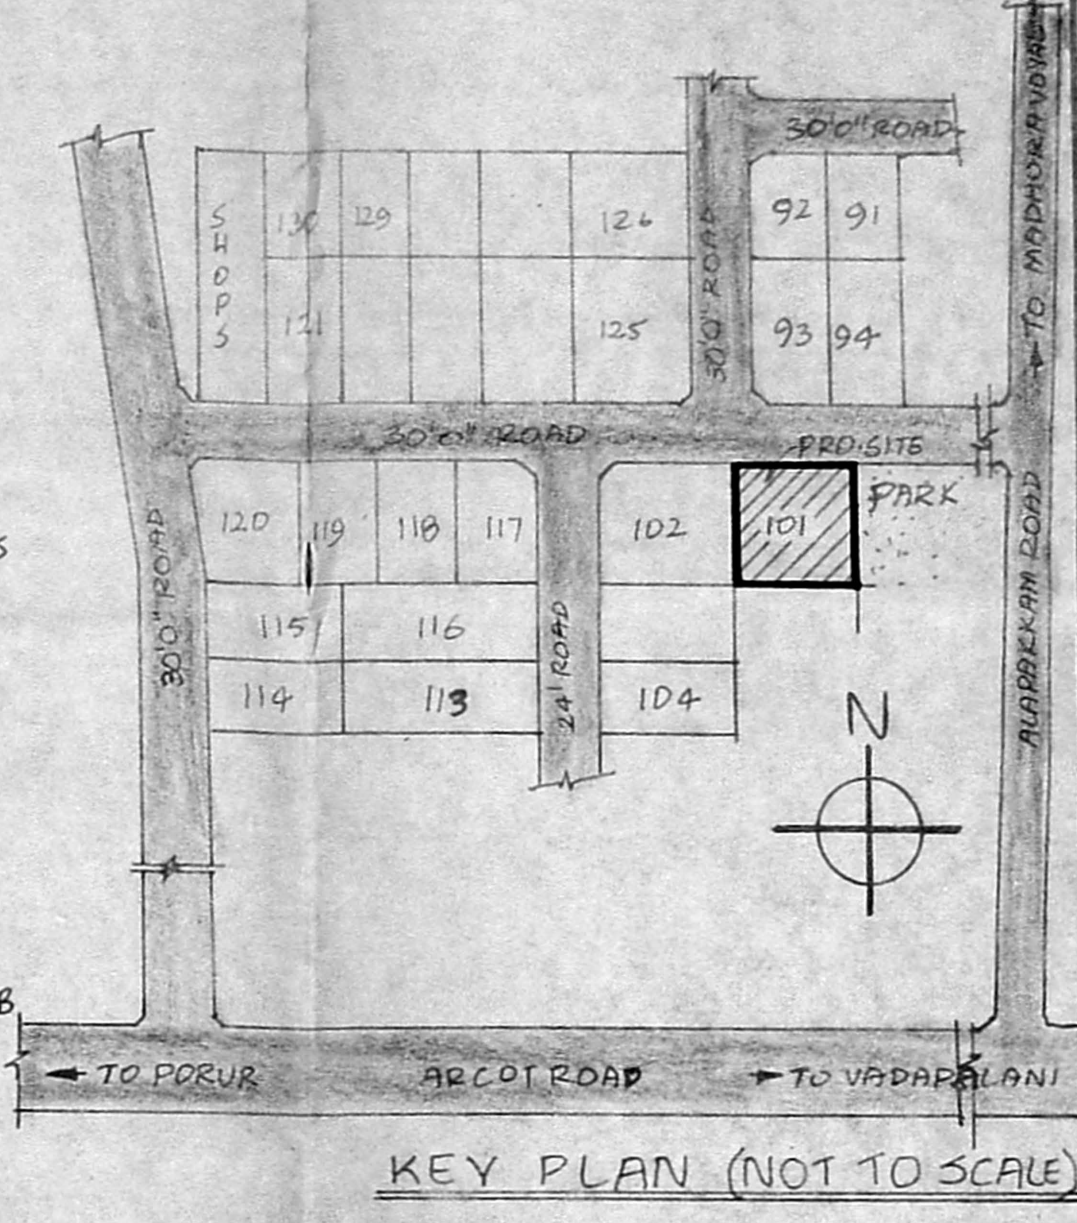 30'0" ROAD
TO MADHURAVOYAL
SHOPS
130
129
126
30'0" ROAD
92
91
121
125
93
94
30'0" ROAD
PRO.SITE
120
119
118
117
102
101
PARK
30'0" ROAD
115
116
24' ROAD
114
113
104
ALAPAKKAM ROAD
N
TO PORUR
ARCOT ROAD
TO VADAPALANI
KEY PLAN (NOT TO SCALE)